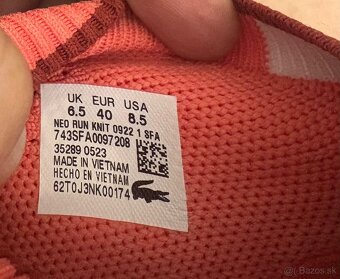 UK EUR USA
6.5 40 8.5
NEO RUN KNIT 0922 1 SFA
743SFA0097208
35289 0523
MADE IN VIETNAM
HECHO EN VIETNAM
62T0J3NK00174
Bazos.sk